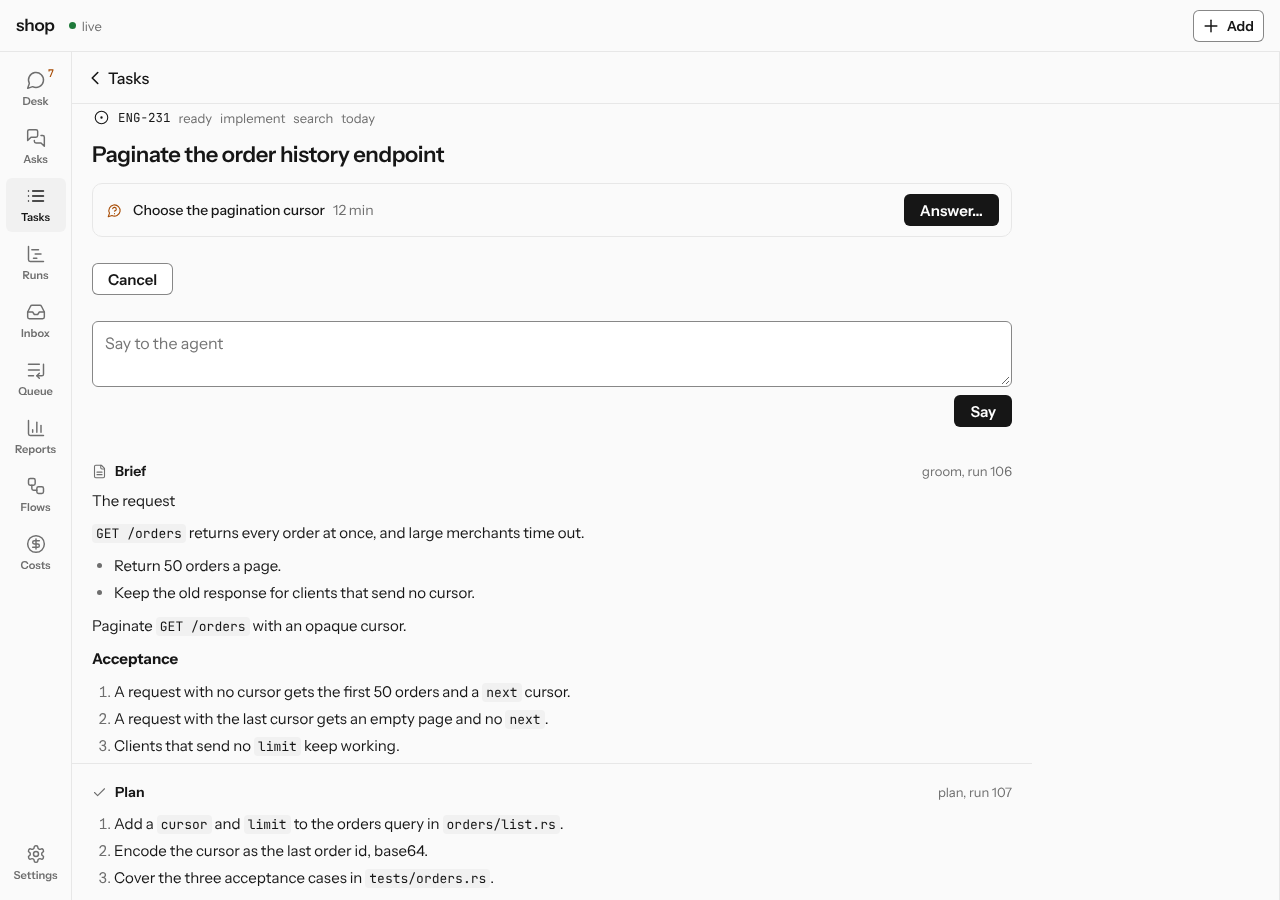 shop live
Add
7
Desk
Asks
Tasks
Runs
Inbox
Queue
Reports
Flows
Costs
Settings
Tasks
ENG-231 ready implement search today
Paginate the order history endpoint
Choose the pagination cursor 12 min
Answer...
Cancel
Say to the agent
Say
Brief groom, run 106
The request
GET /orders returns every order at once, and large merchants time out.
• Return 50 orders a page.
• Keep the old response for clients that send no cursor.
Paginate GET /orders with an opaque cursor.
Acceptance
1. A request with no cursor gets the first 50 orders and a next cursor.
2. A request with the last cursor gets an empty page and no next.
3. Clients that send no limit keep working.
Plan plan, run 107
1. Add a cursor and limit to the orders query in orders/list.rs.
2. Encode the cursor as the last order id, base64.
3. Cover the three acceptance cases in tests/orders.rs.